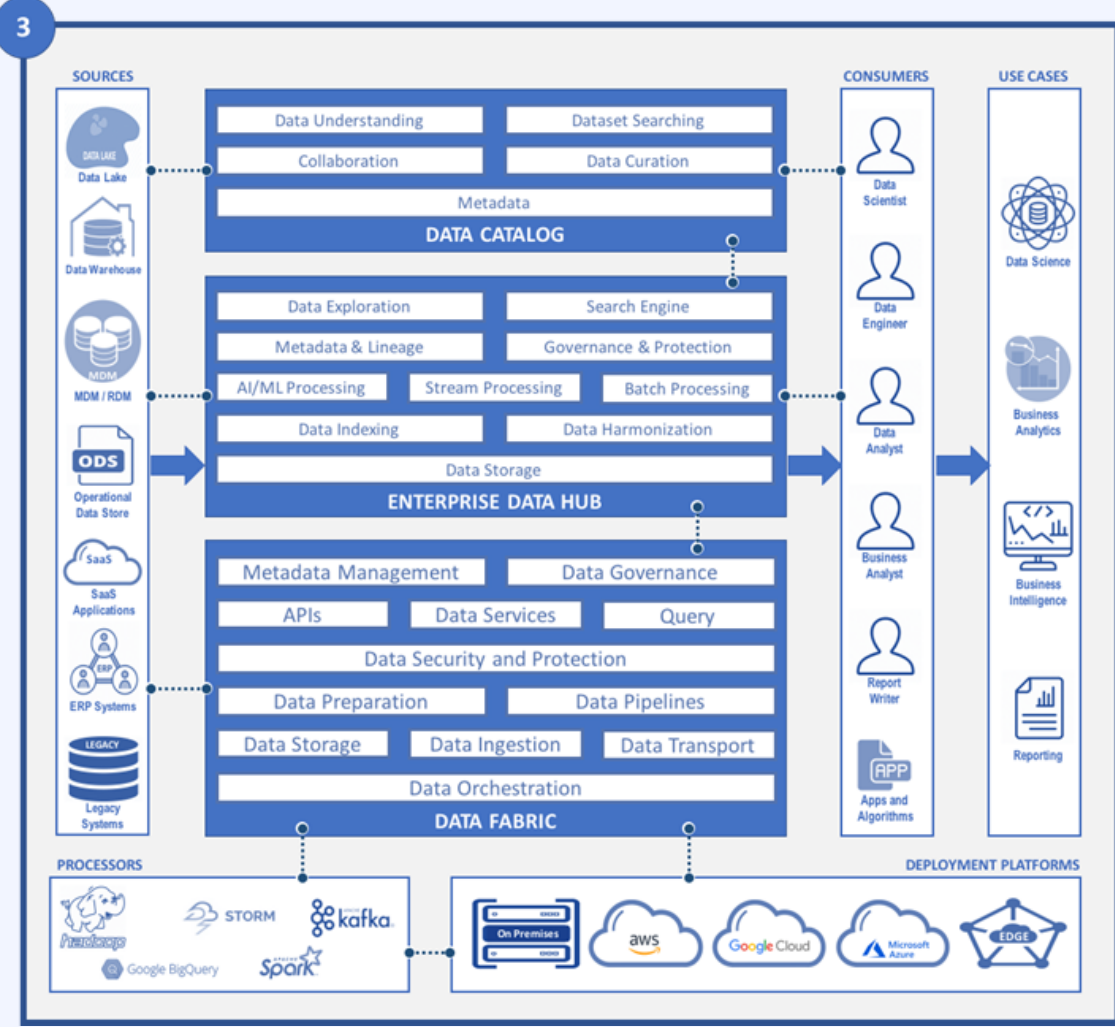 3
SOURCES
DATA LAKE
Data Lake
Data Warehouse
MDM
MDM / RDM
ODS
Operational
Data Store
SaaS
SaaS
Applications
ERP
ERP Systems
LEGACY
Legacy
Systems
Data Understanding
Dataset Searching
Collaboration
Data Curation
Metadata
DATA CATALOG
Data Exploration
Search Engine
Metadata & Lineage
Governance & Protection
AI/ML Processing
Stream Processing
Batch Processing
Data Indexing
Data Harmonization
Data Storage
ENTERPRISE DATA HUB
Metadata Management
Data Governance
APIs
Data Services
Query
Data Security and Protection
Data Preparation
Data Pipelines
Data Storage
Data Ingestion
Data Transport
Data Orchestration
DATA FABRIC
CONSUMERS
Data
Scientist
Data
Engineer
Data
Analyst
Business
Analyst
Report
Writer
APP
Apps and
Algorithms
USE CASES
Data Science
Business
Analytics
</>
Business
Intelligence
Reporting
PROCESSORS
hadoop
STORM
kafka
Google BigQuery
Spark
DEPLOYMENT PLATFORMS
On Premises
aws
Google Cloud
Microsoft
Azure
EDGE